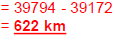 = 39794 - 39172
= 622 km